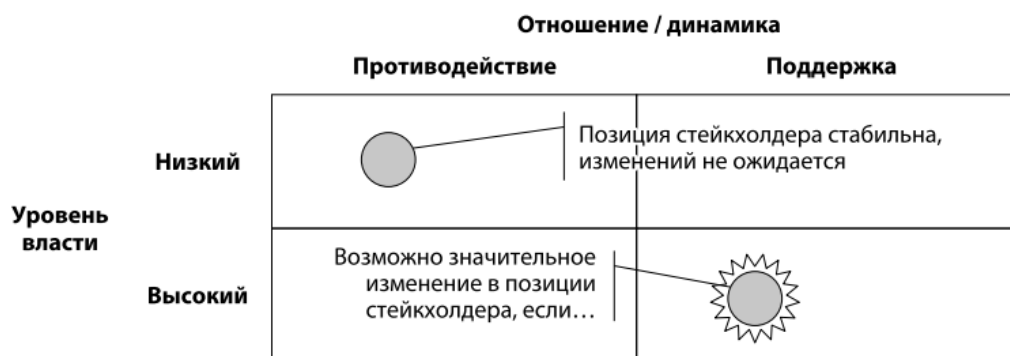 Отношение / динамика
Противодействие
Поддержка
Низкий
Позиция стейкхолдера стабильна,
изменений не ожидается
Уровень
власти
Высокий
Возможно значительное
изменение в позиции
стейкхолдера, если…